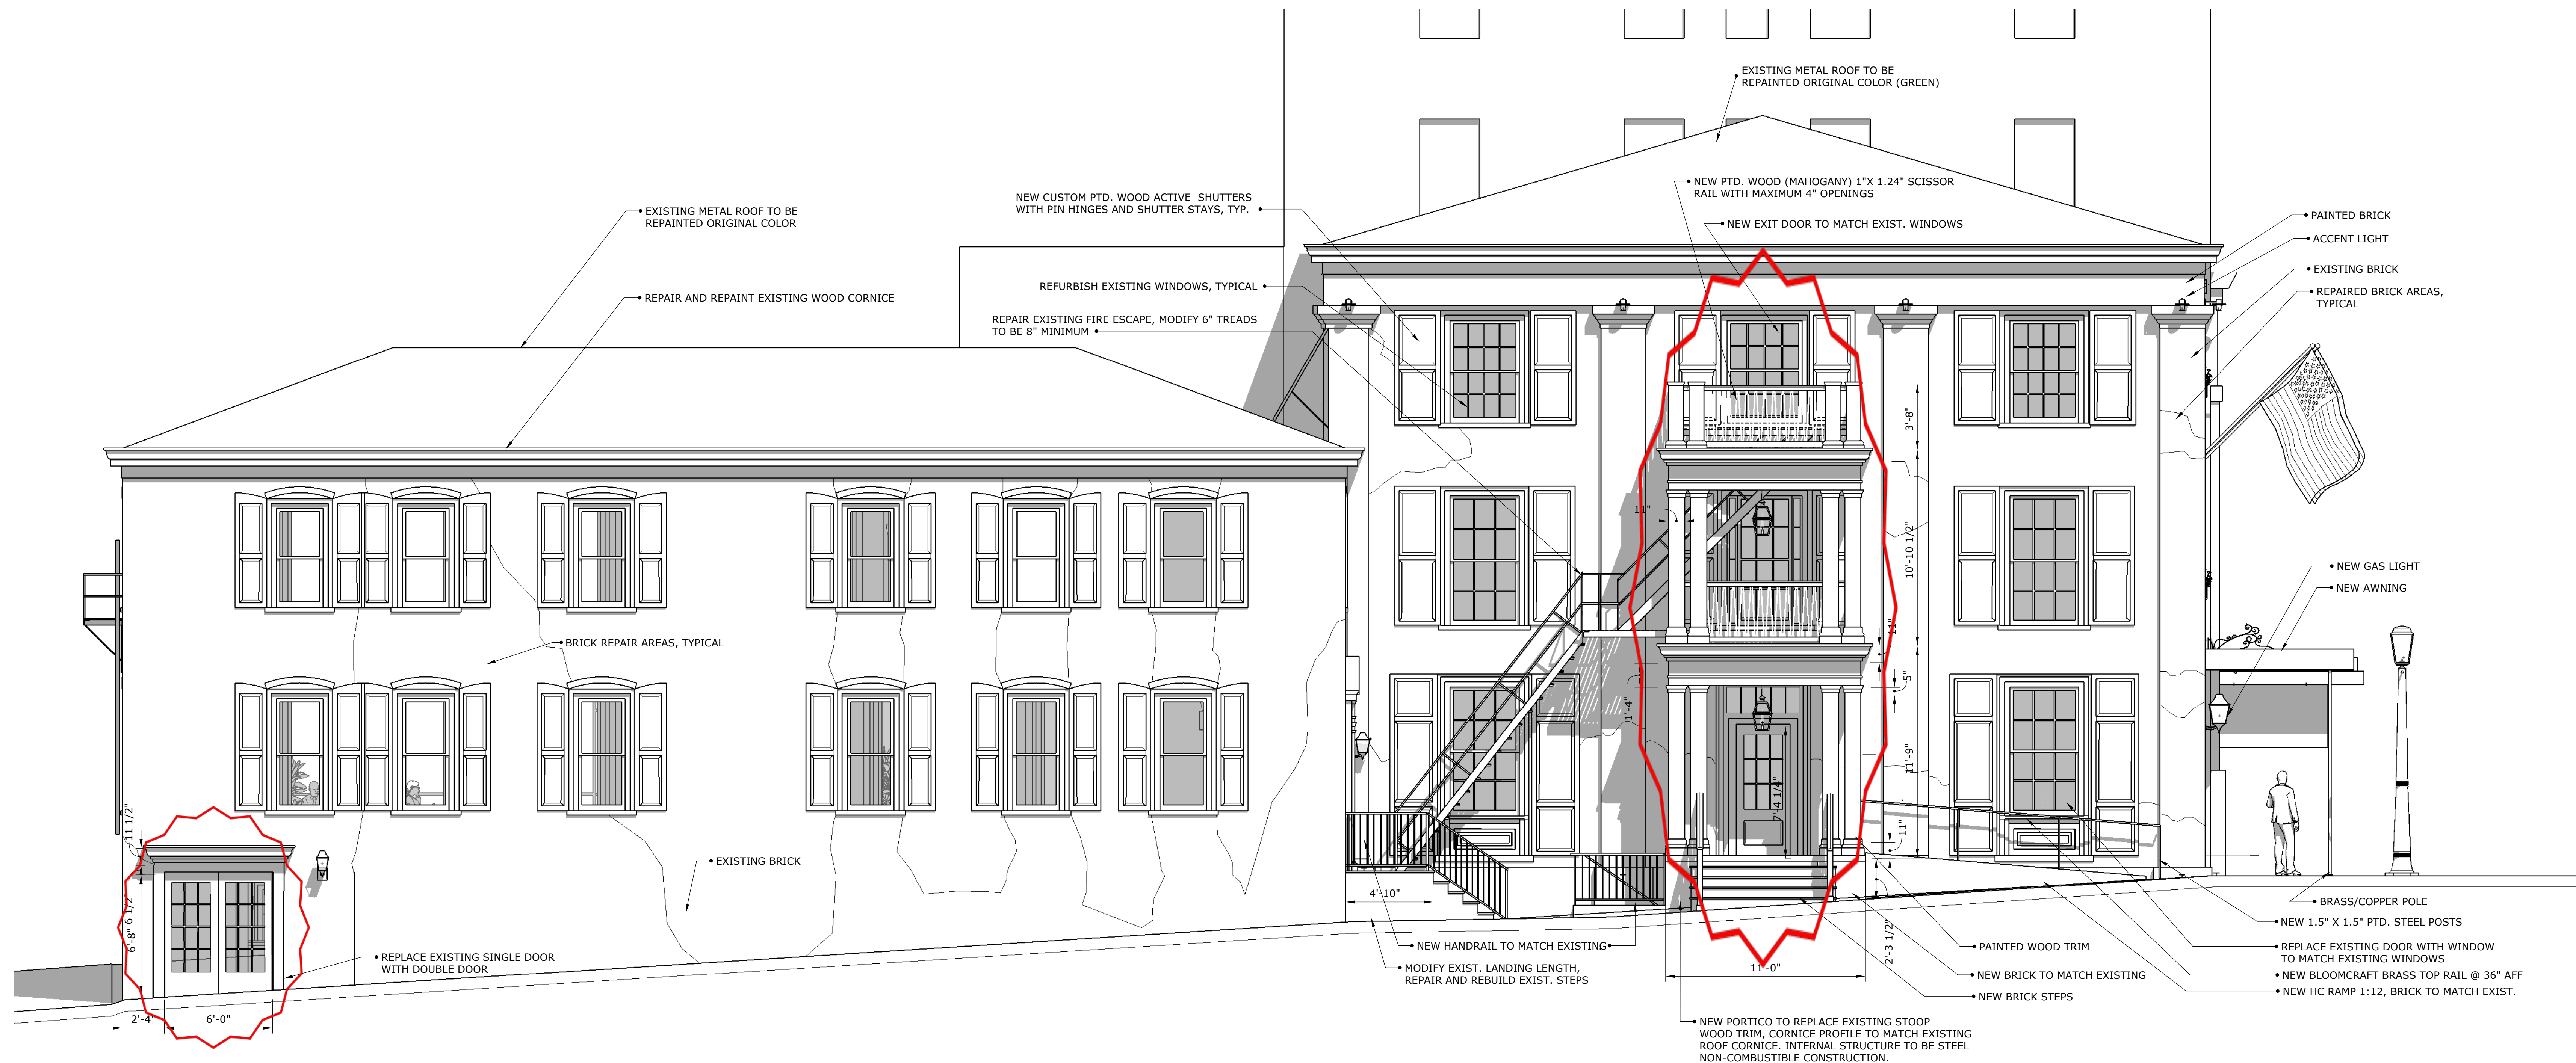 EXISTING METAL ROOF TO BE
REPAINTED ORIGINAL COLOR (GREEN)
NEW PTD. WOOD (MAHOGANY) 1"X 1.24" SCISSOR
RAIL WITH MAXIMUM 4" OPENINGS
NEW EXIT DOOR TO MATCH EXIST. WINDOWS
NEW CUSTOM PTD. WOOD ACTIVE SHUTTERS
WITH PIN HINGES AND SHUTTER STAYS, TYP.
EXISTING METAL ROOF TO BE
REPAINTED ORIGINAL COLOR
REPAIR AND REPAINT EXISTING WOOD CORNICE
REFURBISH EXISTING WINDOWS, TYPICAL
REPAIR EXISTING FIRE ESCAPE, MODIFY 6" TREADS
TO BE 8" MINIMUM
PAINTED BRICK
ACCENT LIGHT
EXISTING BRICK
REPAIRED BRICK AREAS,
TYPICAL
3'-8"
11"
10'-10 1/2"
11"
5"
1'-4"
11'-9"
7'-4 1/4"
11"
NEW GAS LIGHT
NEW AWNING
BRICK REPAIR AREAS, TYPICAL
EXISTING BRICK
11 1/2"
6'-8"
6 1/2"
2'-4"
6'-0"
REPLACE EXISTING SINGLE DOOR
WITH DOUBLE DOOR
4'-10"
NEW HANDRAIL TO MATCH EXISTING
MODIFY EXIST. LANDING LENGTH,
REPAIR AND REBUILD EXIST. STEPS
11'-0"
2'-3 1/2"
PAINTED WOOD TRIM
NEW BRICK TO MATCH EXISTING
NEW BRICK STEPS
NEW PORTICO TO REPLACE EXISTING STOOP
WOOD TRIM, CORNICE PROFILE TO MATCH EXISTING
ROOF CORNICE. INTERNAL STRUCTURE TO BE STEEL
NON-COMBUSTIBLE CONSTRUCTION.
BRASS/COPPER POLE
NEW 1.5" X 1.5" PTD. STEEL POSTS
REPLACE EXISTING DOOR WITH WINDOW
TO MATCH EXISTING WINDOWS
NEW BLOOMCRAFT BRASS TOP RAIL @ 36" AFF
NEW HC RAMP 1:12, BRICK TO MATCH EXIST.